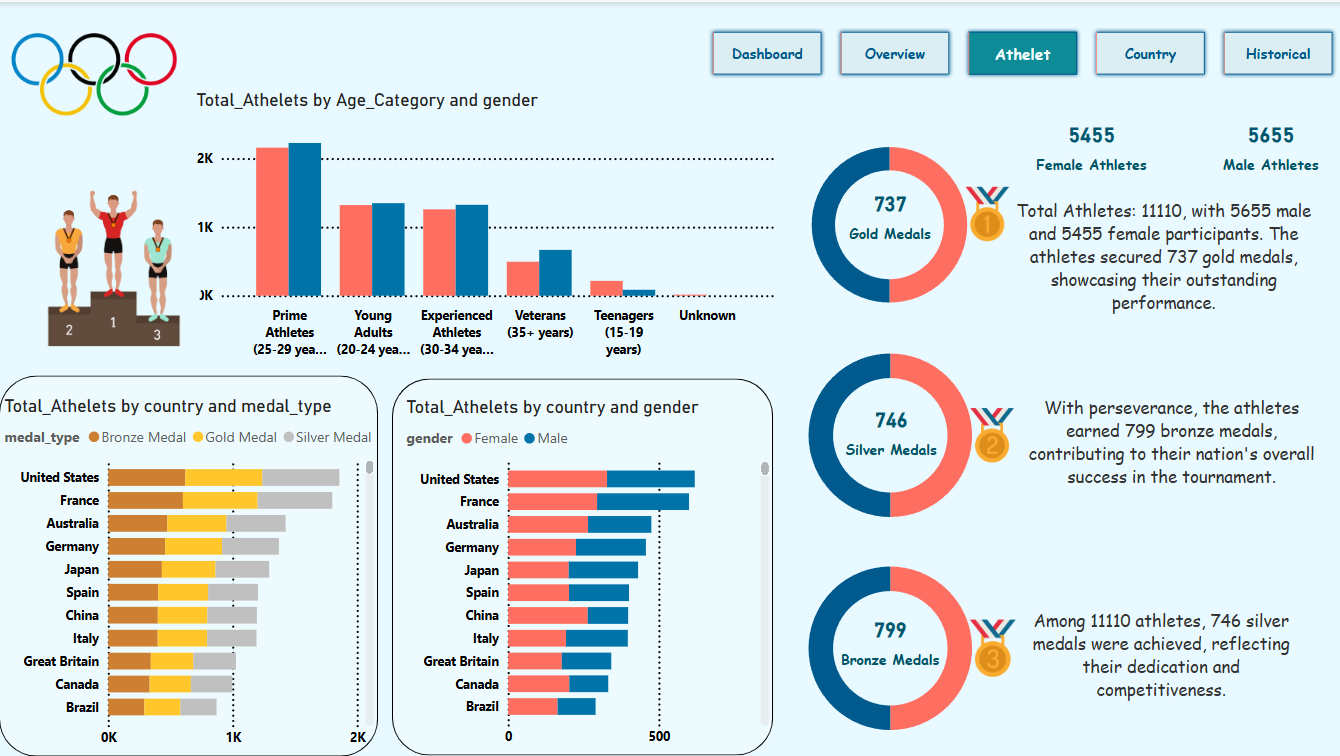 Dashboard
Overview
Athelet
Country
Historical
Total_Athelets by Age_Category and gender
2K
1K
0K
Prime
Athletes
(25-29 yea...
Young
Adults
(20-24 yea...
Experienced
Athletes
(30-34 yea...
Veterans
(35+ years)
Teenagers
(15-19
years)
Unknown
2
1
3
5455
Female Athletes
5655
Male Athletes
737
Gold Medals
1
Total Athletes: 11110, with 5655 male
and 5455 female participants. The
athletes secured 737 gold medals,
showcasing their outstanding
performance.
746
Silver Medals
2
With perseverance, the athletes
earned 799 bronze medals,
contributing to their nation's overall
success in the tournament.
799
Bronze Medals
3
Among 11110 athletes, 746 silver
medals were achieved, reflecting
their dedication and
competitiveness.
Total_Athelets by country and medal_type
medal_type Bronze Medal Gold Medal Silver Medal
United States
France
Australia
Germany
Japan
Spain
China
Italy
Great Britain
Canada
Brazil
0K 1K 2K
Total_Athelets by country and gender
gender Female Male
United States
France
Australia
Germany
Japan
Spain
China
Italy
Great Britain
Canada
Brazil
0 500